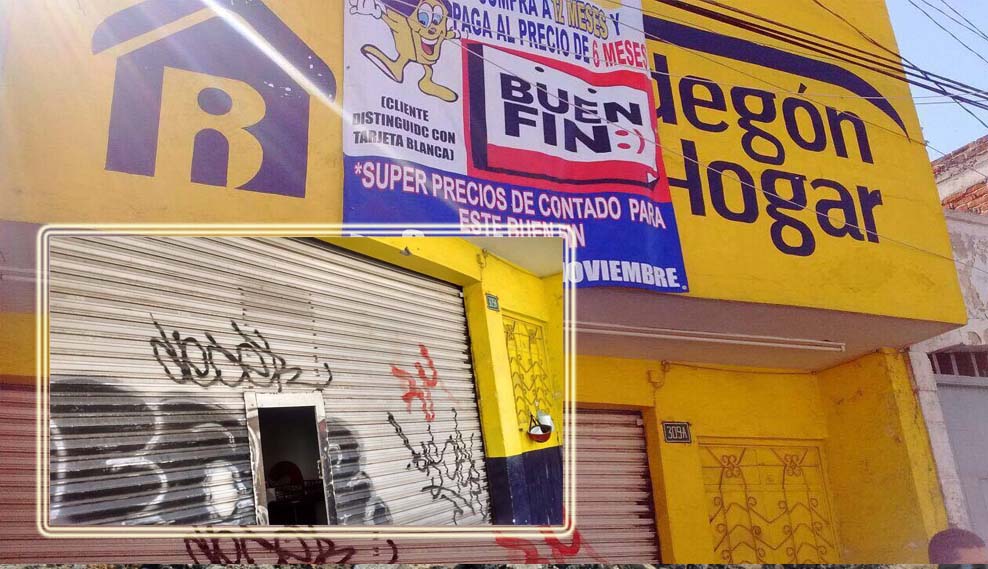 COMPRA A 12 MESES Y
PAGA AL PRECIO DE 6 MESES
BUEN
FIN
(CLIENTE
DISTINGUIDC CON
TARJETA BLANCA)
*SUPER PRECIOS DE CONTADO PARA
ESTE BUEN FIN
NOVIEMBRE.
B
degón
Hogar
309A